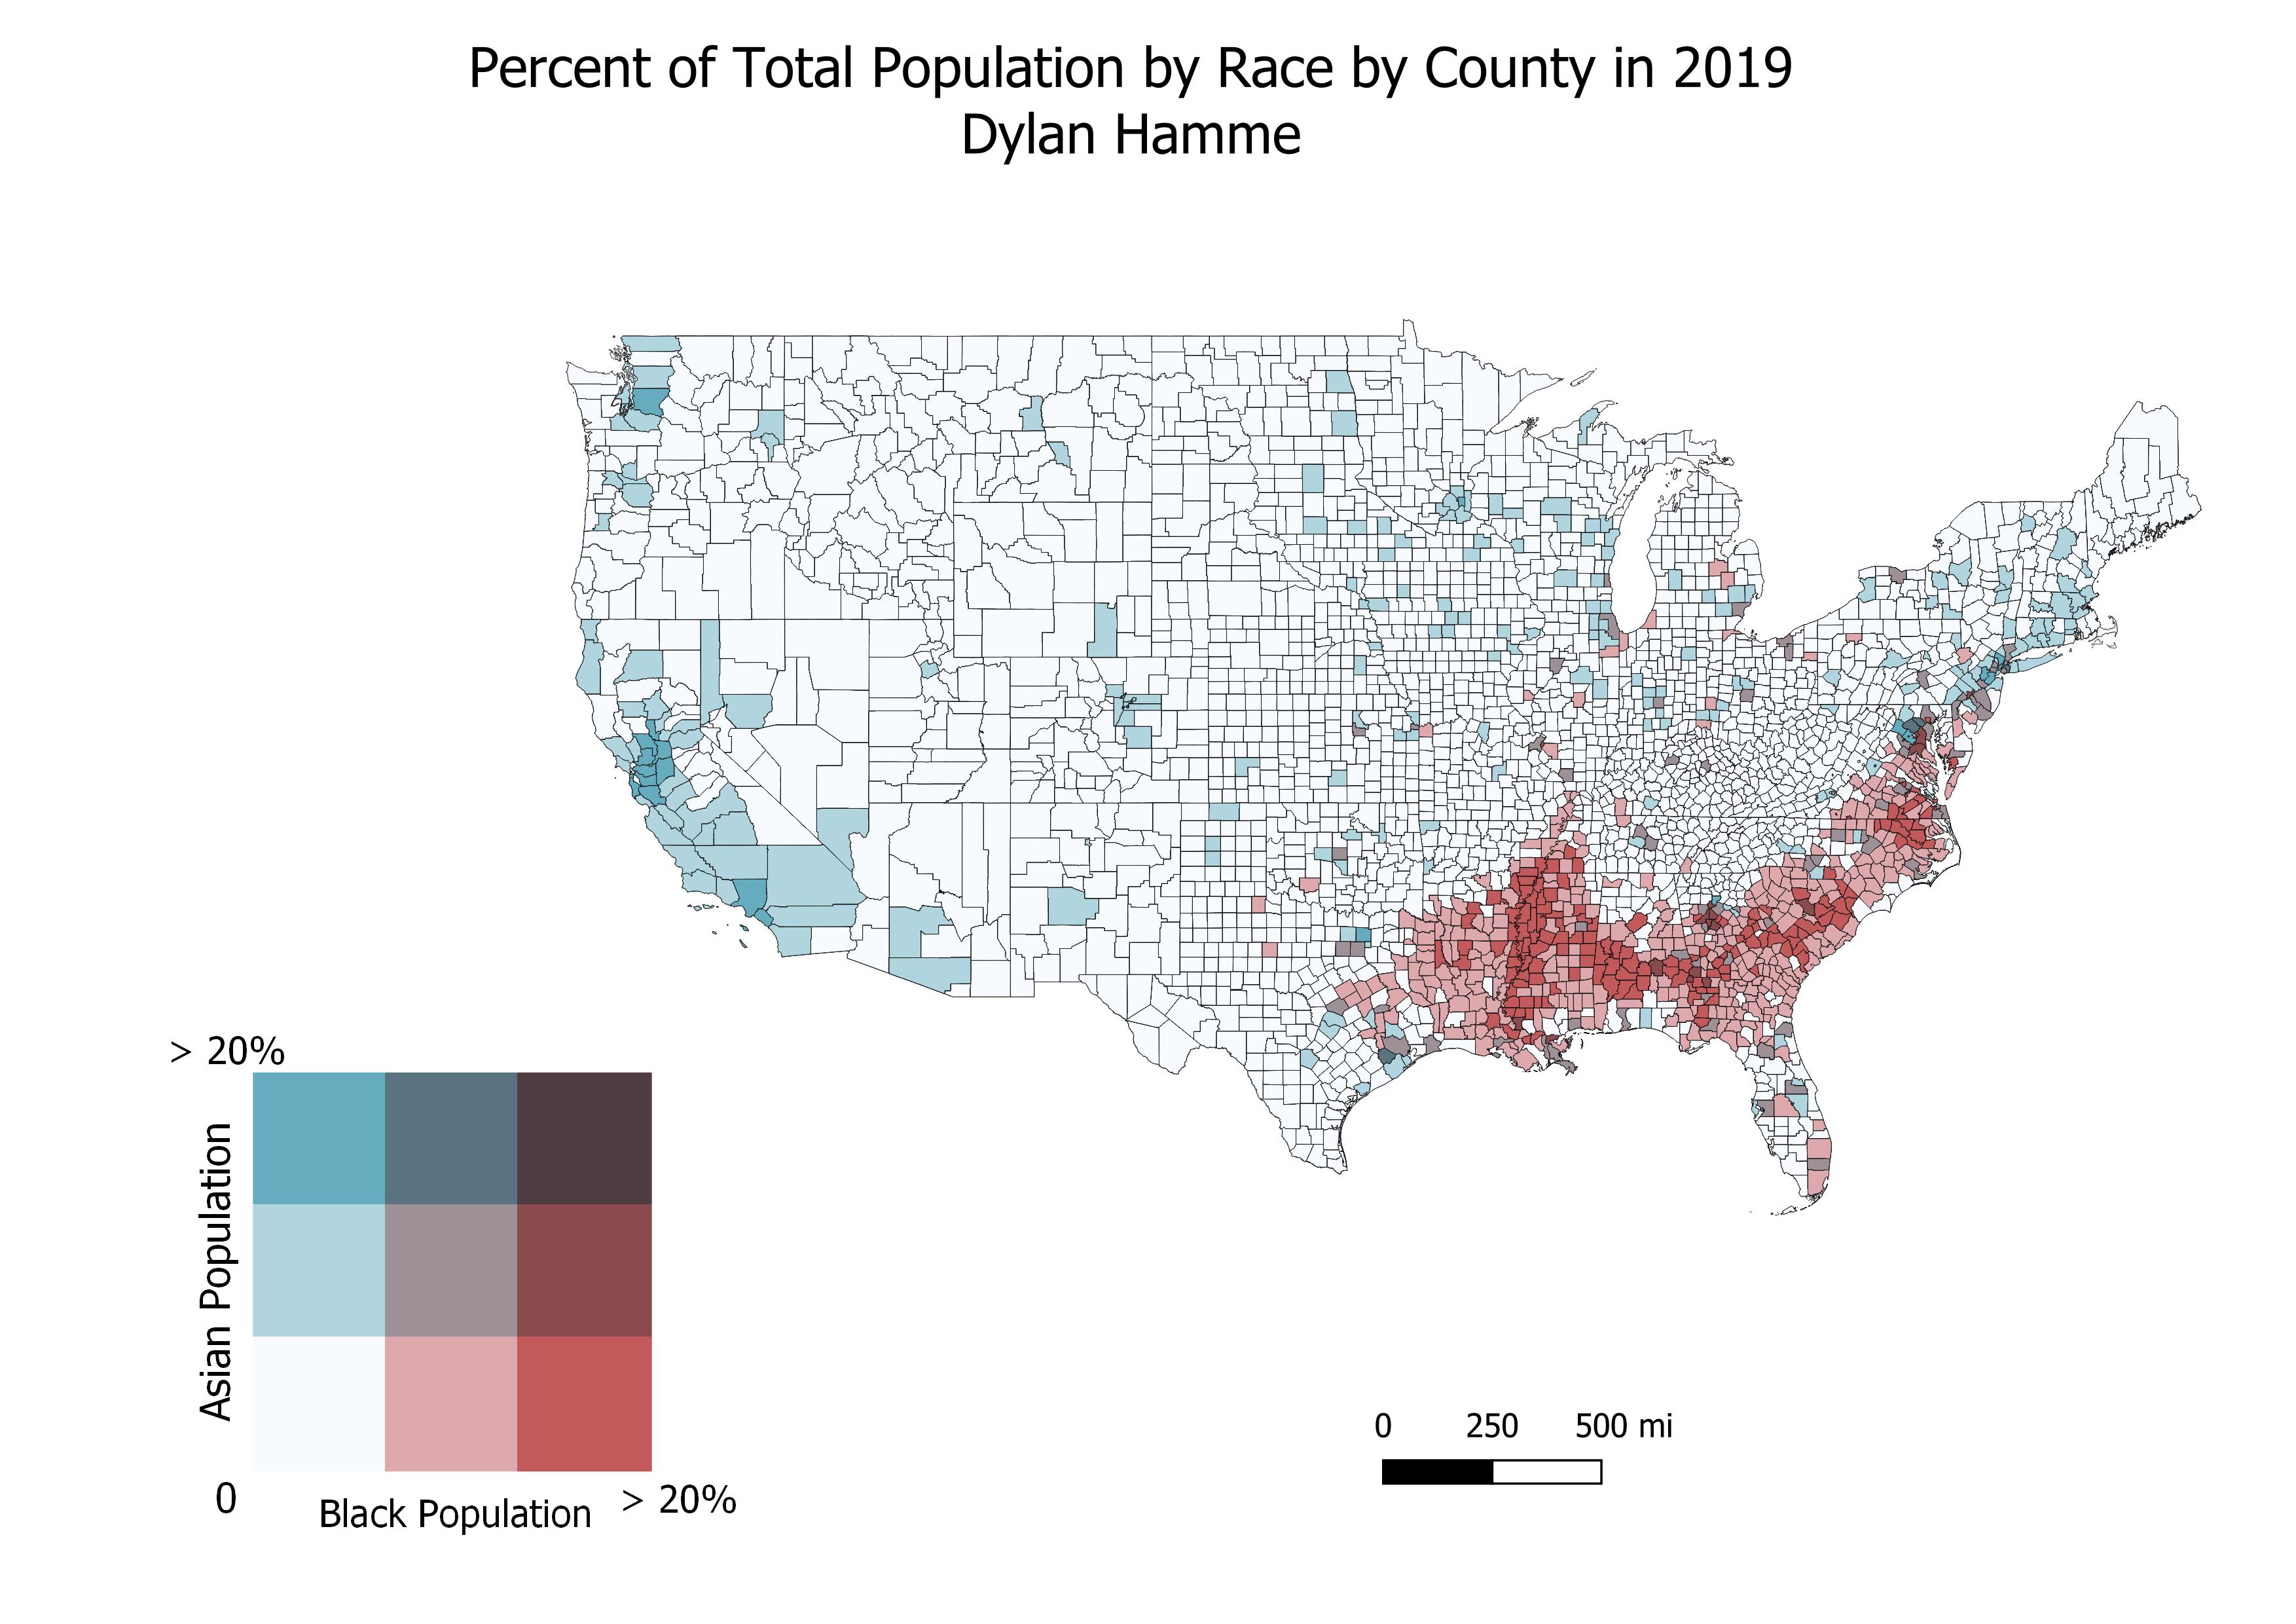 Percent of Total Population by Race by County in 2019
Dylan Hamme
> 20%
Asian Population
0
Black Population
> 20%
0 250 500 mi